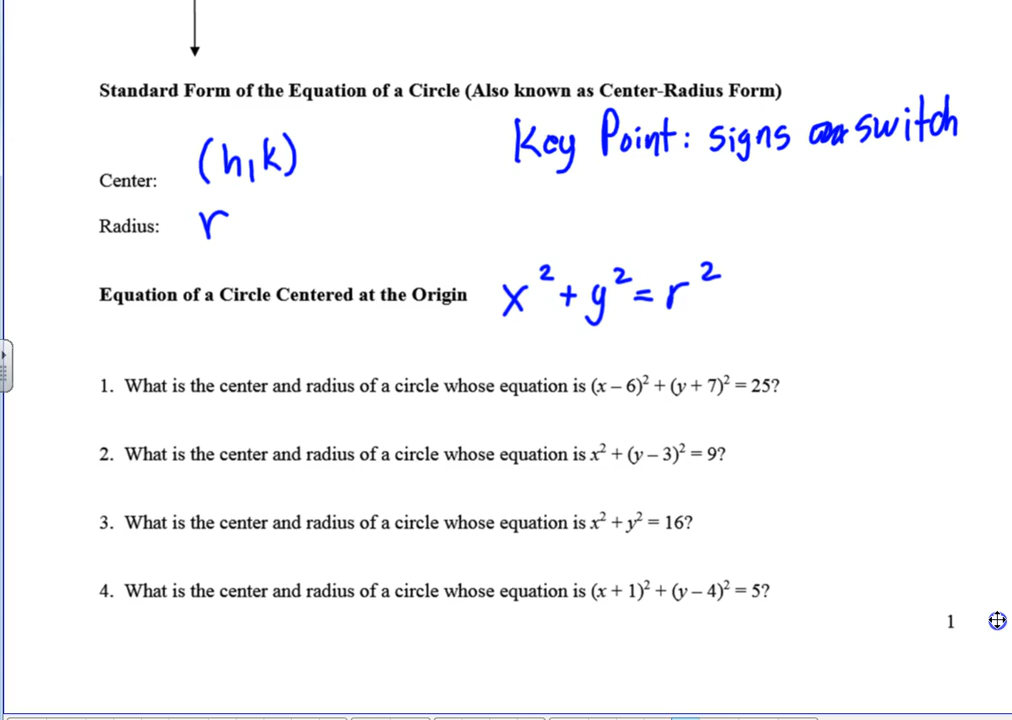 Standard Form of the Equation of a Circle (Also known as Center-Radius Form)
Key Point: signs switch
Center: (h,k)
Radius: r
Equation of a Circle Centered at the Origin x² + y² = r²
1. What is the center and radius of a circle whose equation is (x – 6)² + (y + 7)² = 25?
2. What is the center and radius of a circle whose equation is x² + (y – 3)² = 9?
3. What is the center and radius of a circle whose equation is x² + y² = 16?
4. What is the center and radius of a circle whose equation is (x + 1)² + (y – 4)² = 5?
1